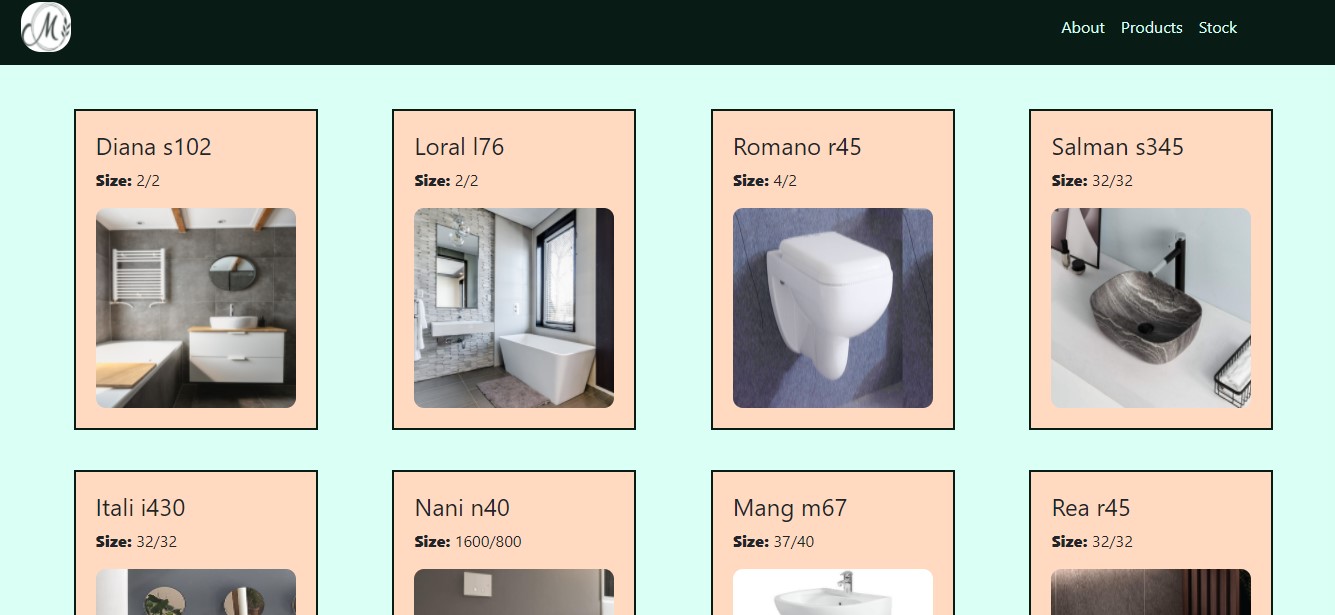 M
About Products Stock
Diana s102
Size: 2/2
Loral l76
Size: 2/2
Romano r45
Size: 4/2
Salman s345
Size: 32/32
Itali i430
Size: 32/32
Nani n40
Size: 1600/800
Mang m67
Size: 37/40
Rea r45
Size: 32/32